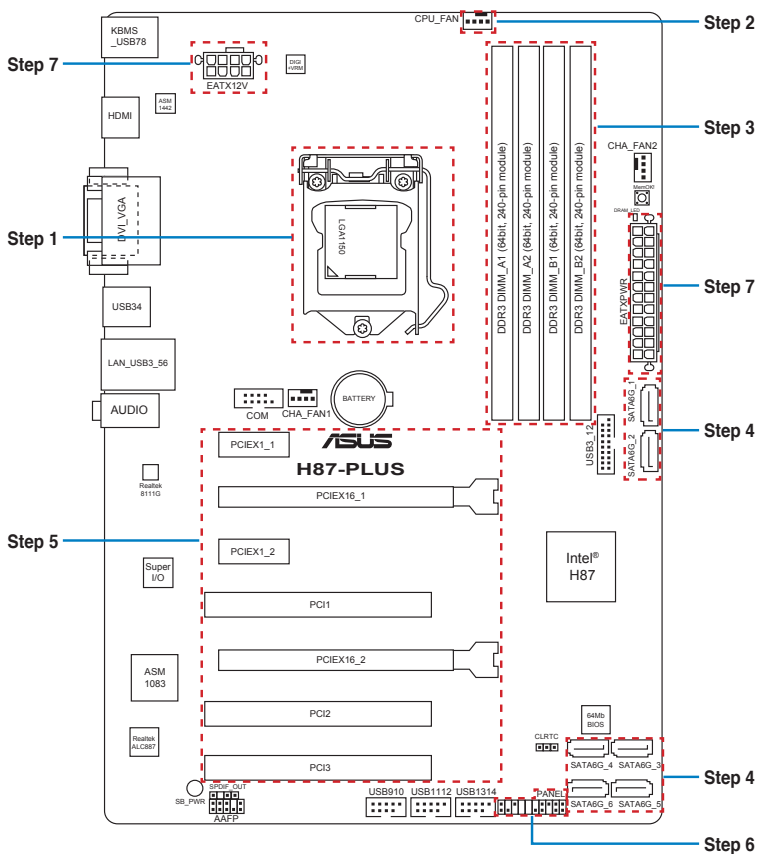 CPU_FAN
Step 2
KBMS
_USB78
Step 7
EATX12V
DIGI
+VRM
ASM
1442
HDMI
Step 3
CHA_FAN2
MemOK!
DRAM_LED
DVI_VGA
Step 1
LGA1150
DDR3 DIMM_A1 (64bit, 240-pin module)
DDR3 DIMM_A2 (64bit, 240-pin module)
DDR3 DIMM_B1 (64bit, 240-pin module)
DDR3 DIMM_B2 (64bit, 240-pin module)
EATXPWR
Step 7
USB34
LAN_USB3_56
AUDIO
COM
CHA_FAN1
BATTERY
USB3_12
SATA6G_1
SATA6G_2
Step 4
PCIEX1_1
ASUS
H87-PLUS
PCIEX16_1
Realtek
8111G
Step 5
PCIEX1_2
Super
I/O
Intel®
H87
PCI1
PCIEX16_2
ASM
1083
PCI2
64Mb
BIOS
Realtek
ALC887
CLRTC
SATA6G_4
SATA6G_3
PCI3
Step 4
SB_PWR
SPDIF_OUT
AAFP
USB910
USB1112
USB1314
PANEL
SATA6G_6
SATA6G_5
Step 6